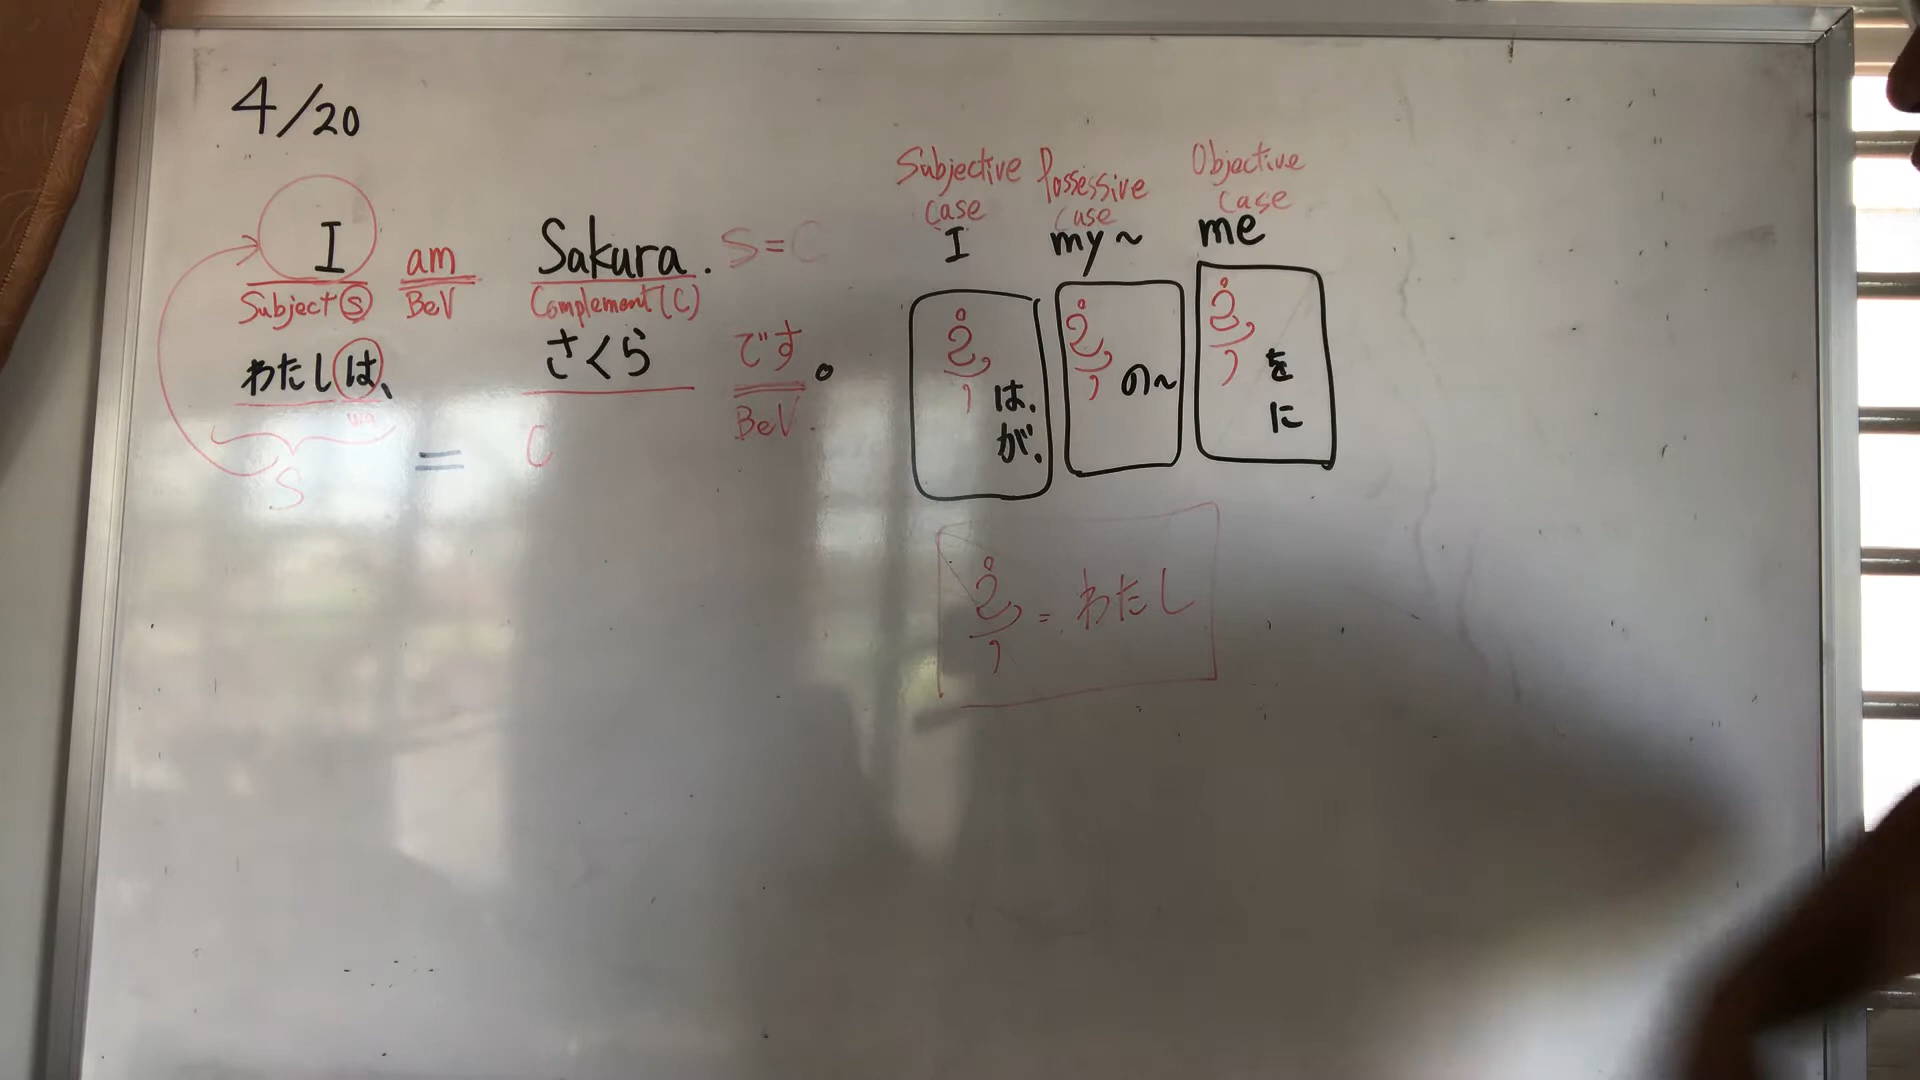 4/20
I am Sakura. S=C
Subject(S) BeV Complement(C)
わたしは、 さくら です。
wa
BeV.
S = C
Subjective case Possessive case Objective case
I my~ me
は、 の~ を
が、 に
= わたし